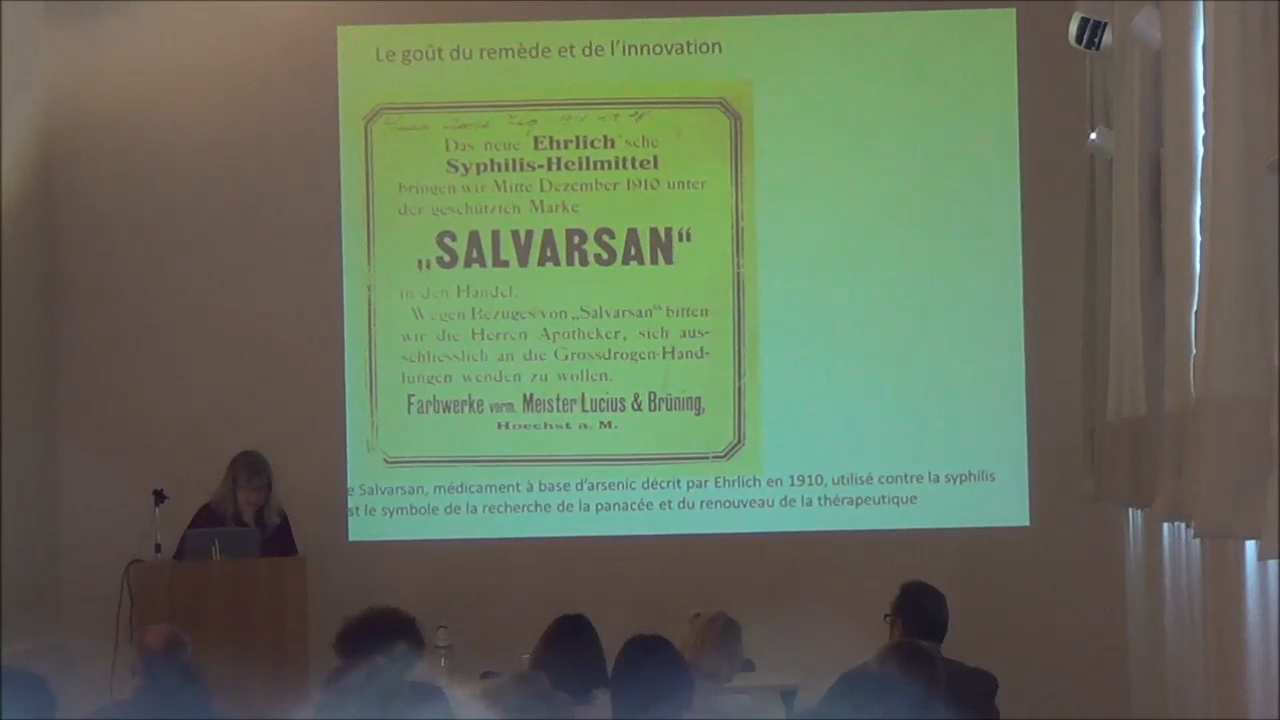 Le goût du remède et de l'innovation
Das neue Ehrlich'sche
Syphilis-Heilmittel
bringen wir Mitte Dezember 1910 unter
der geschützten Marke
„SALVARSAN“
in den Handel.
Wegen Bezuges von „Salvarsan“ bitten
wir die Herren Apotheker, sich aus-
schliesslich an die Grossdrogen-Hand-
lungen wenden zu wollen.
Farbwerke vorm. Meister Lucius & Brüning,
Hoechst a. M.
e Salvarsan, médicament à base d'arsenic décrit par Ehrlich en 1910, utilisé contre la syphilis
st le symbole de la recherche de la panacée et du renouveau de la thérapeutique